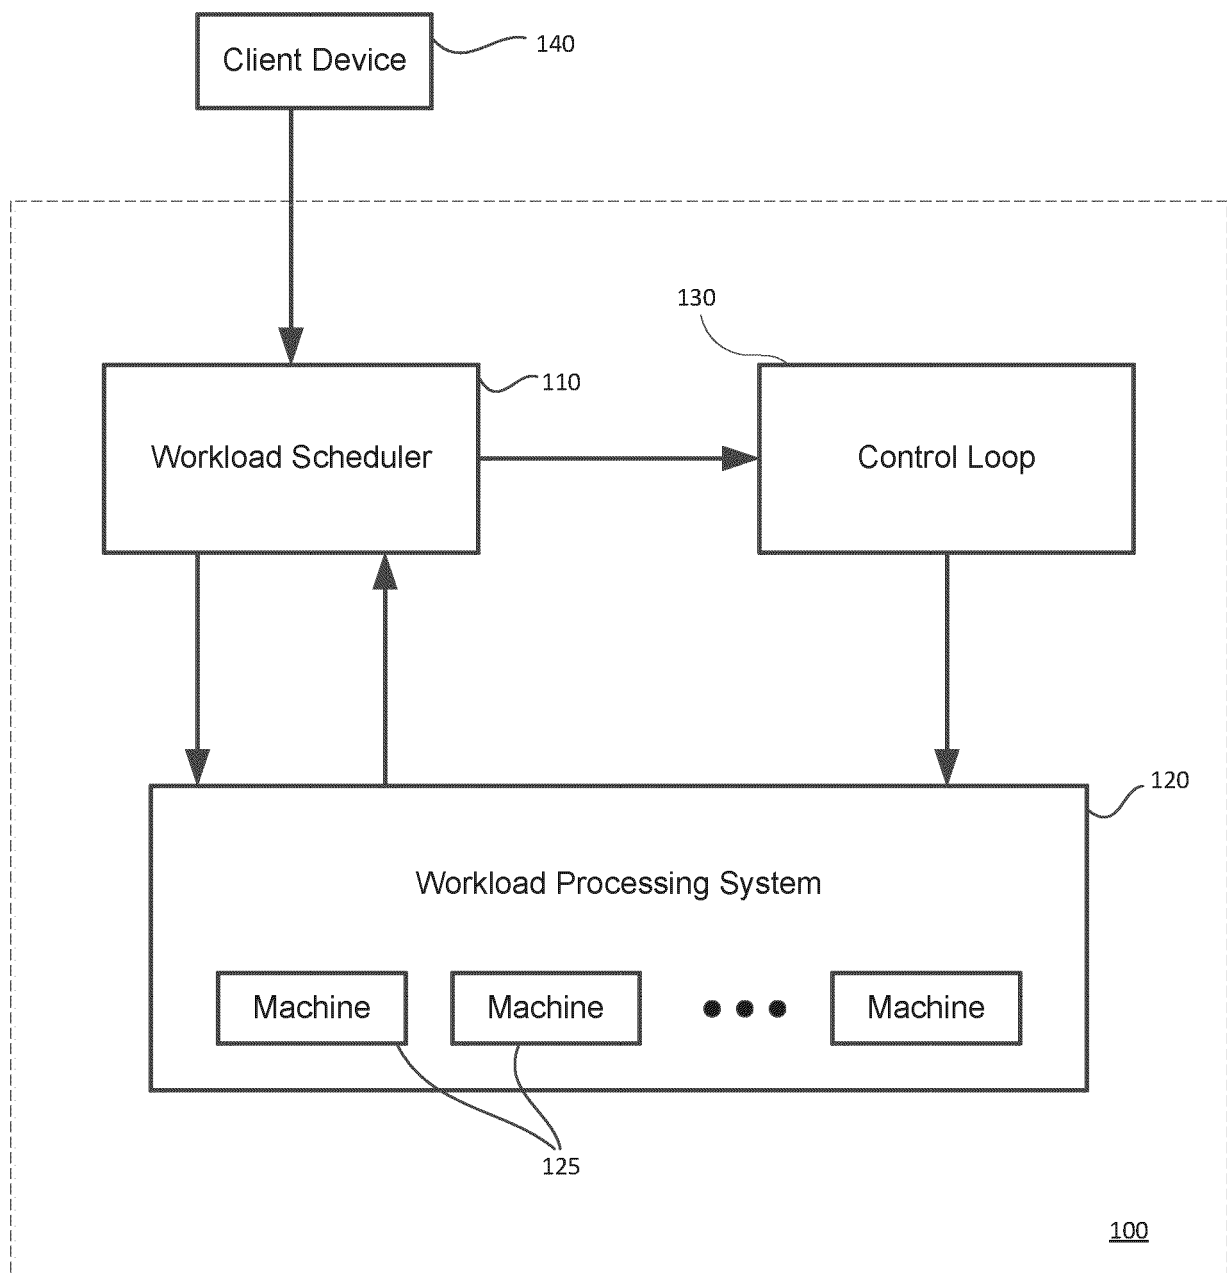 Client Device
140
130
110
Workload Scheduler
Control Loop
120
Workload Processing System
Machine
Machine
Machine
125
100